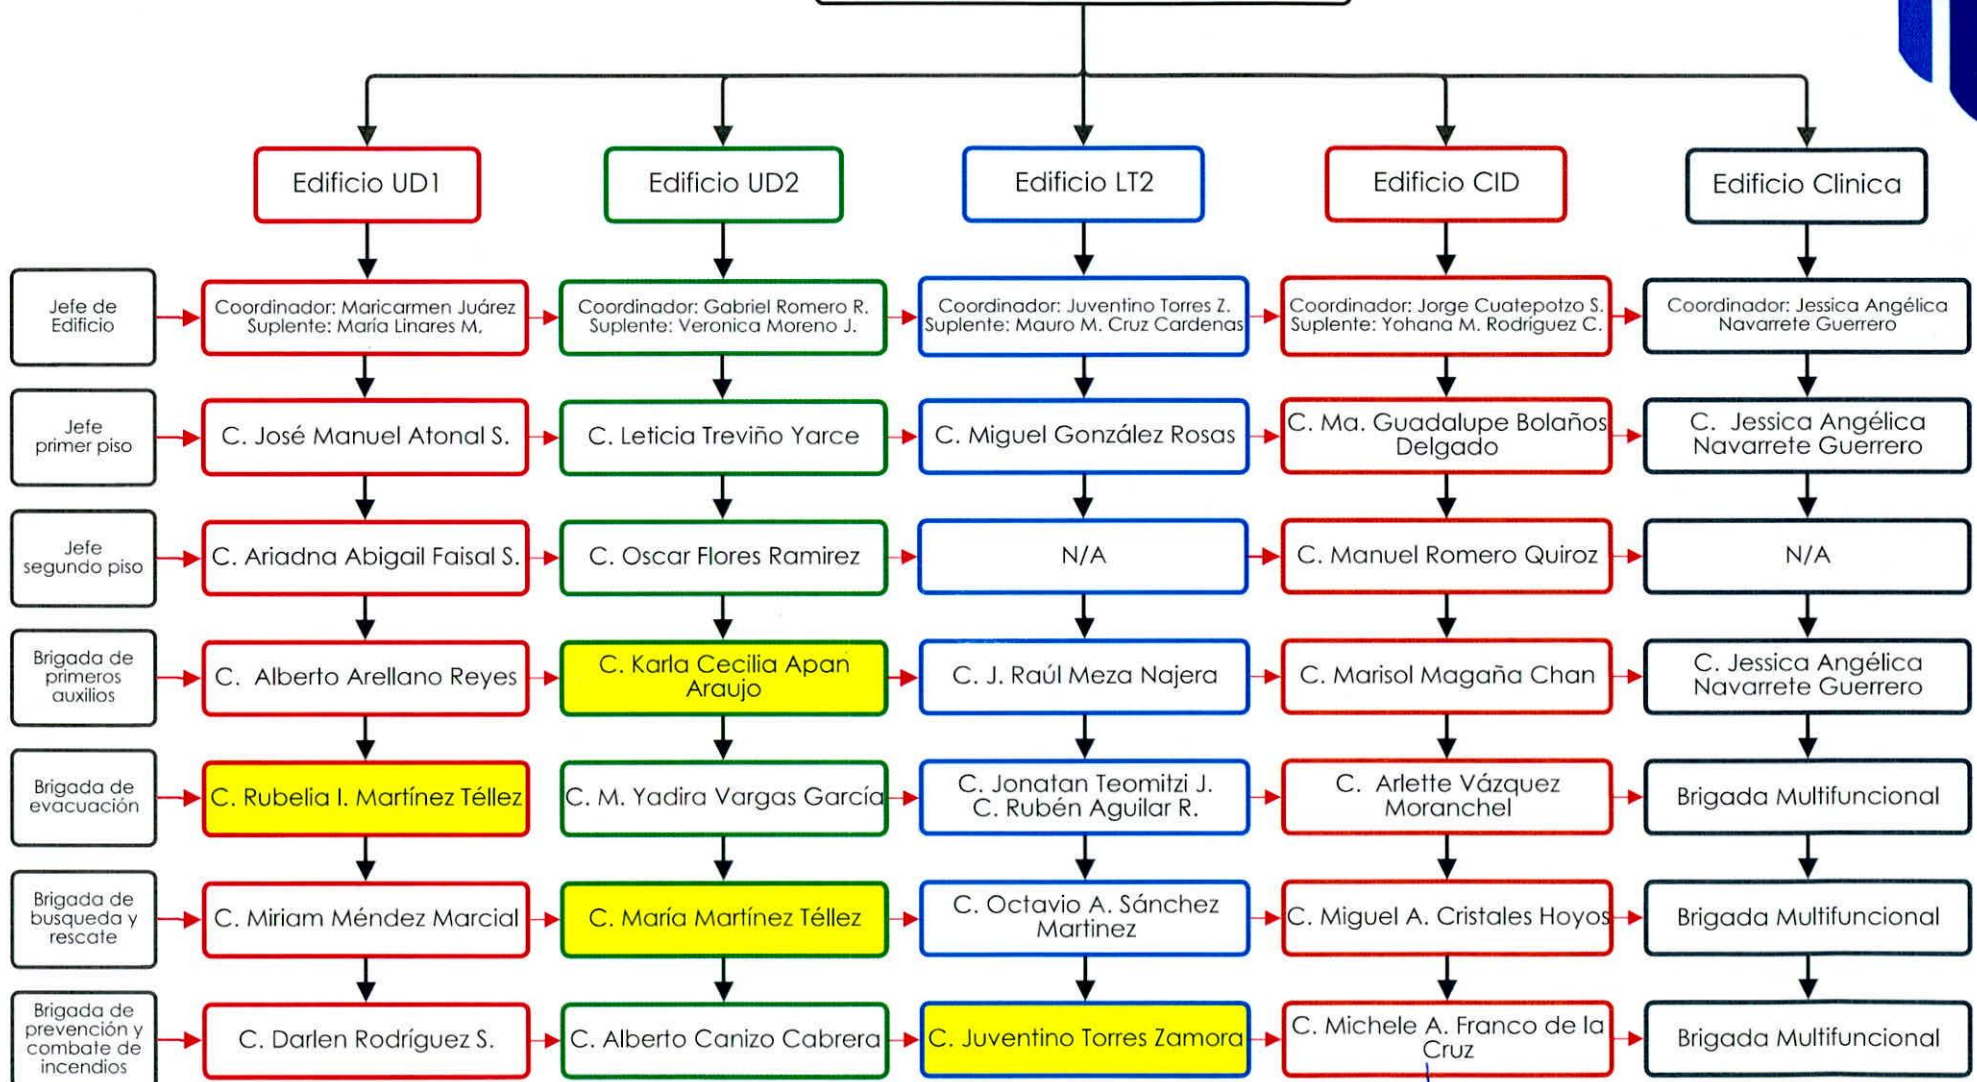 Edificio UD1
Edificio UD2
Edificio LT2
Edificio CID
Edificio Clinica
Jefe de
Edificio
Coordinador: Maricarmen Juárez
Suplente: María Linares M.
Coordinador: Gabriel Romero R.
Suplente: Veronica Moreno J.
Coordinador: Juventino Torres Z.
Suplente: Mauro M. Cruz Cardenas
Coordinador: Jorge Cuatepotzo S.
Suplente: Yohana M. Rodríguez C.
Coordinador: Jessica Angélica
Navarrete Guerrero
Jefe
primer piso
C. José Manuel Atonal S.
C. Leticia Treviño Yarce
C. Miguel González Rosas
C. Ma. Guadalupe Bolaños
Delgado
C. Jessica Angélica
Navarrete Guerrero
Jefe
segundo piso
C. Ariadna Abigail Faisal S.
C. Oscar Flores Ramirez
N/A
C. Manuel Romero Quiroz
N/A
Brigada de
primeros
auxilios
C. Alberto Arellano Reyes
C. Karla Cecilia Apan
Araujo
C. J. Raúl Meza Najera
C. Marisol Magaña Chan
C. Jessica Angélica
Navarrete Guerrero
Brigada de
evacuación
C. Rubelia I. Martínez Téllez
C. M. Yadira Vargas García
C. Jonatan Teomitzi J.
C. Rubén Aguilar R.
C. Arlette Vázquez
Moranchel
Brigada Multifuncional
Brigada de
busqueda y
rescate
C. Miriam Méndez Marcial
C. María Martínez Téllez
C. Octavio A. Sánchez
Martinez
C. Miguel A. Cristales Hoyos
Brigada Multifuncional
Brigada de
prevención y
combate de
incendios
C. Darlen Rodríguez S.
C. Alberto Canizo Cabrera
C. Juventino Torres Zamora
C. Michele A. Franco de la
Cruz
Brigada Multifuncional